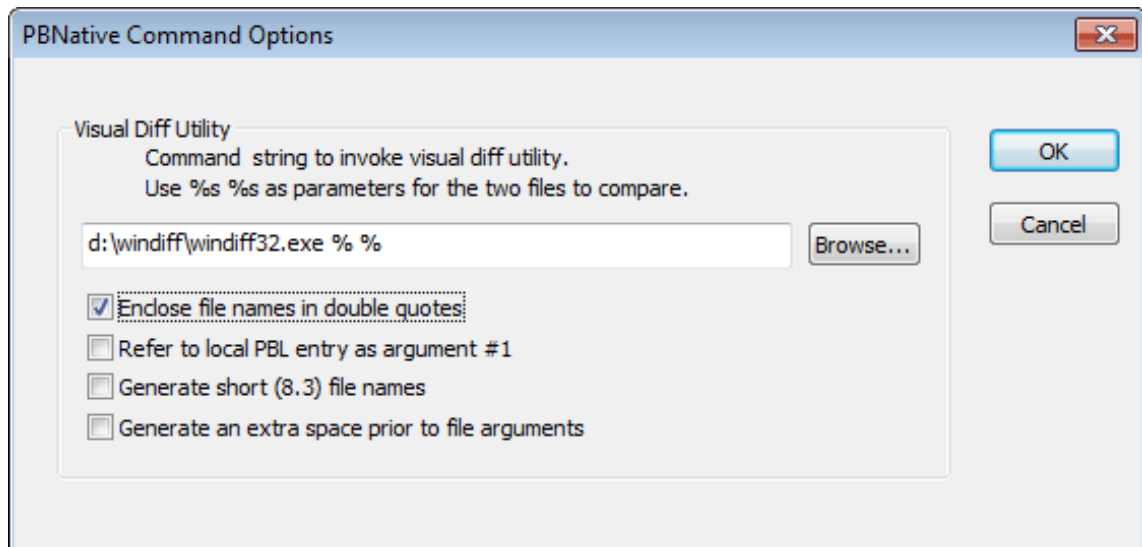 PBNative Command Options
Visual Diff Utility
Command string to invoke visual diff utility.
OK
Use %s %s as parameters for the two files to compare.
d:\windiff\windiff32.exe % %
Browse...
Cancel
Enclose file names in double quotes
Refer to local PBL entry as argument #1
Generate short (8.3) file names
Generate an extra space prior to file arguments